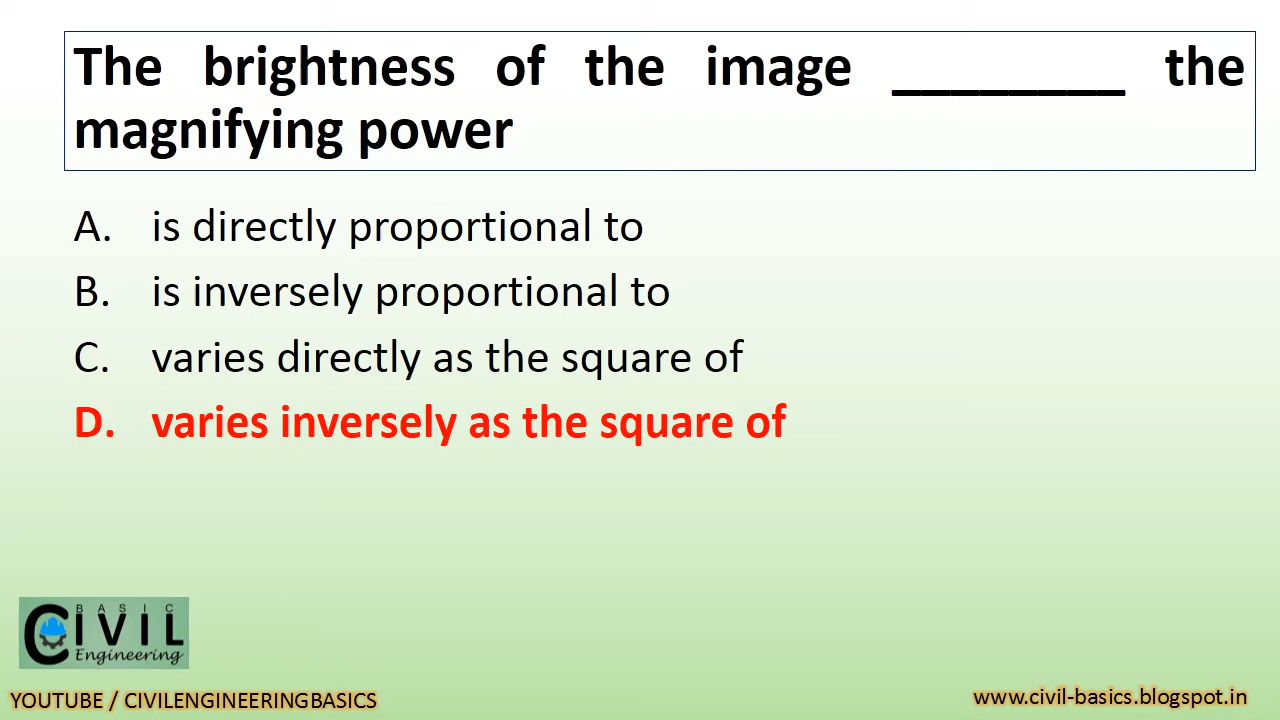 The brightness of the image ________ the
magnifying power
A. is directly proportional to
B. is inversely proportional to
C. varies directly as the square of
D. varies inversely as the square of
BASIC
CIVIL
Engineering
YOUTUBE / CIVILENGINEERINGBASICS
www.civil-basics.blogspot.in